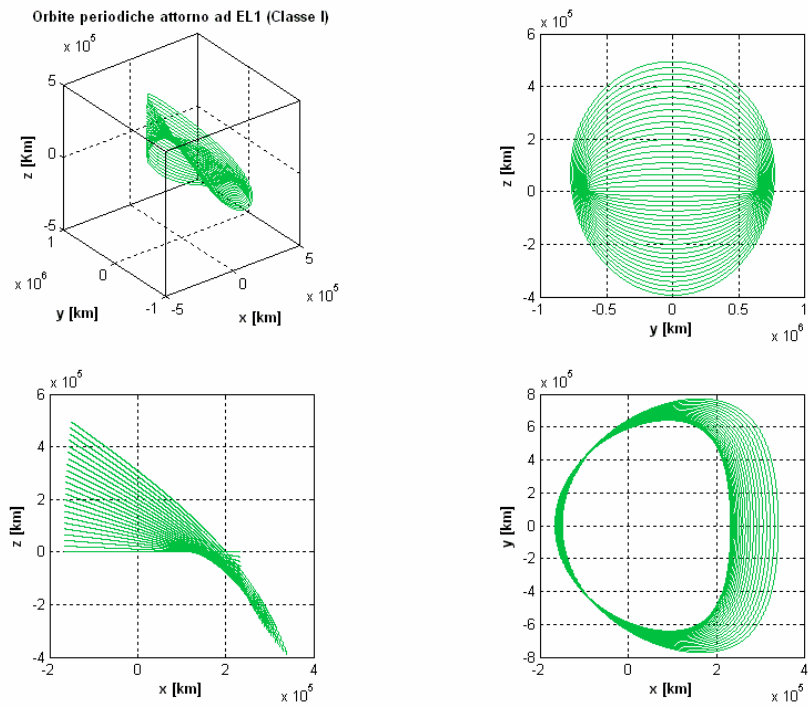 Orbite periodiche attorno ad EL1 (Classe I)
x 10^5
5
0
-5
z [Km]
1
0
-1
x 10^6
y [km]
-5
0
5
x 10^5
x [km]
x 10^5
6
4
2
0
-2
-4
z [km]
-1
-0.5
0
0.5
1
x 10^6
y [km]
x 10^5
6
4
2
0
-2
-4
z [km]
-2
0
2
4
x 10^5
x [km]
x 10^5
8
6
4
2
0
-2
-4
-6
-8
y [km]
-2
0
2
4
x 10^5
x [km]